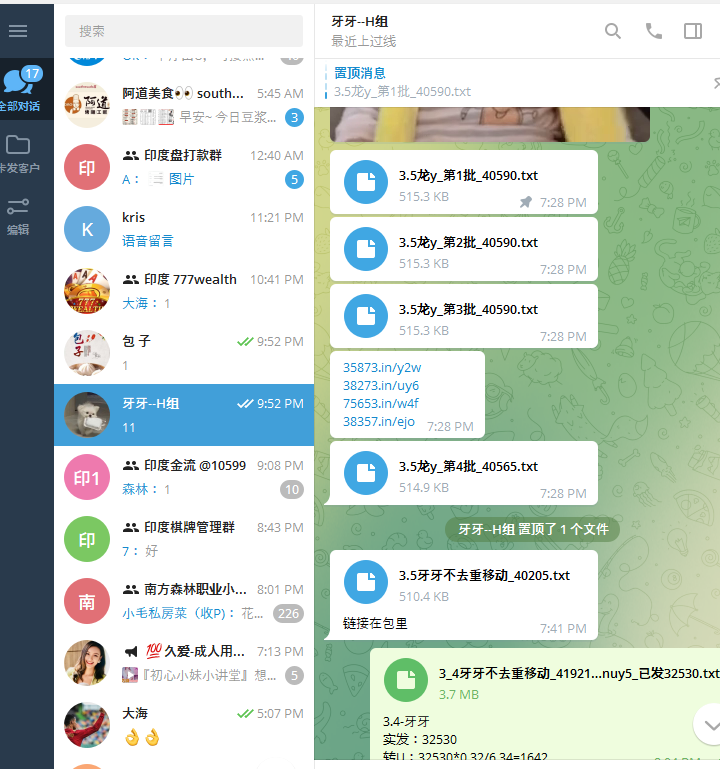 搜索
17
全部对话
卡发客户
编辑
阿道美食👀 south... 5:45 AM
早安~ 今日豆浆... 3
印 印度盘打款群 12:40 AM
A： 图片 5
K kris 11:21 PM
语音留言
印度 777wealth 10:41 PM
大海： 1
包 子 9:52 PM
1
牙牙--H组 9:52 PM
11
印1 印度金流 @10599 9:08 PM
森林： 1 10
印 印度棋牌管理群 8:43 PM
7： 好
南 南方森林职业小... 8:01 PM
小毛私房菜（收P)： 花... 226
💯久爱-成人用... 7:13 PM
『初心小妹小讲堂』想... 5
大海 5:07 PM
👌👌
牙牙--H组
最近上过线
置顶消息
3.5龙y_第1批_40590.txt
3.5龙y_第1批_40590.txt
515.3 KB
7:28 PM
3.5龙y_第2批_40590.txt
515.3 KB
7:28 PM
3.5龙y_第3批_40590.txt
515.3 KB
7:28 PM
35873.in/y2w
38273.in/uy6
75653.in/w4f
38357.in/ejo 7:28 PM
3.5龙y_第4批_40565.txt
514.9 KB
7:28 PM
牙牙--H组 置顶了 1 个文件
3.5牙牙不去重移动_40205.txt
510.4 KB
链接在包里
7:41 PM
3_4牙牙不去重移动_41921...nuy5_已发32530.txt
3.7 MB
3.4-牙牙
实发：32530
转U：32530*0.32/6.34=1642